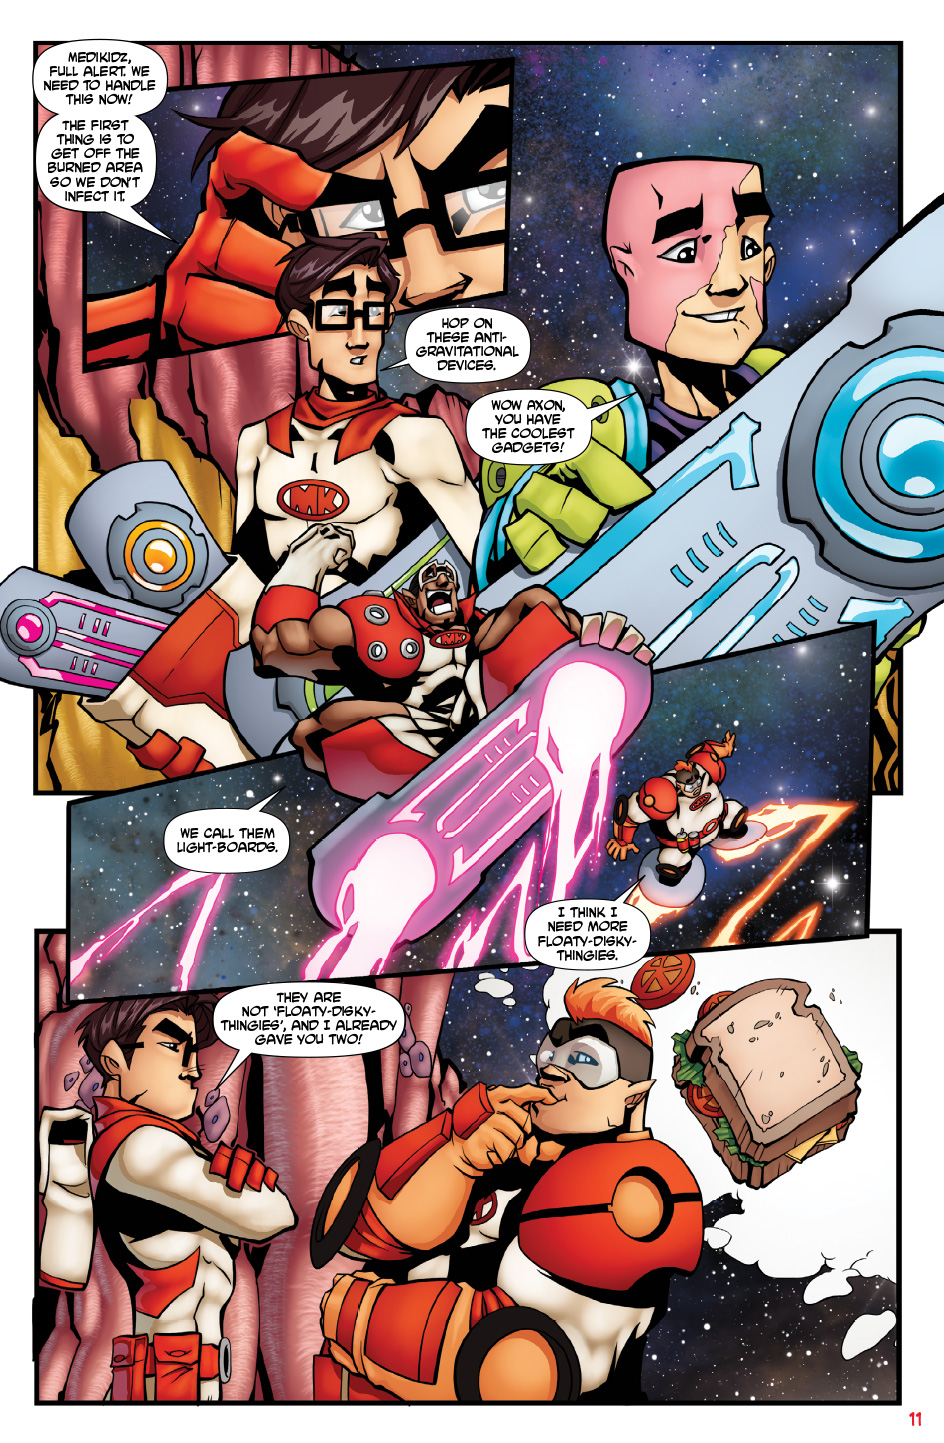 MEDIKIDZ,
FULL ALERT. WE
NEED TO HANDLE
THIS NOW!
THE FIRST
THING IS TO
GET OFF THE
BURNED AREA
SO WE DON'T
INFECT IT.
HOP ON
THESE ANTI-
GRAVITATIONAL
DEVICES.
WOW AXON,
YOU HAVE
THE COOLEST
GADGETS!
MK
MK
WE CALL THEM
LIGHT-BOARDS.
MK
I THINK I
NEED MORE
FLOATY-DISKY-
THINGIES.
THEY ARE
NOT 'FLOATY-DISKY-
THINGIES', AND I ALREADY
GAVE YOU TWO!
11